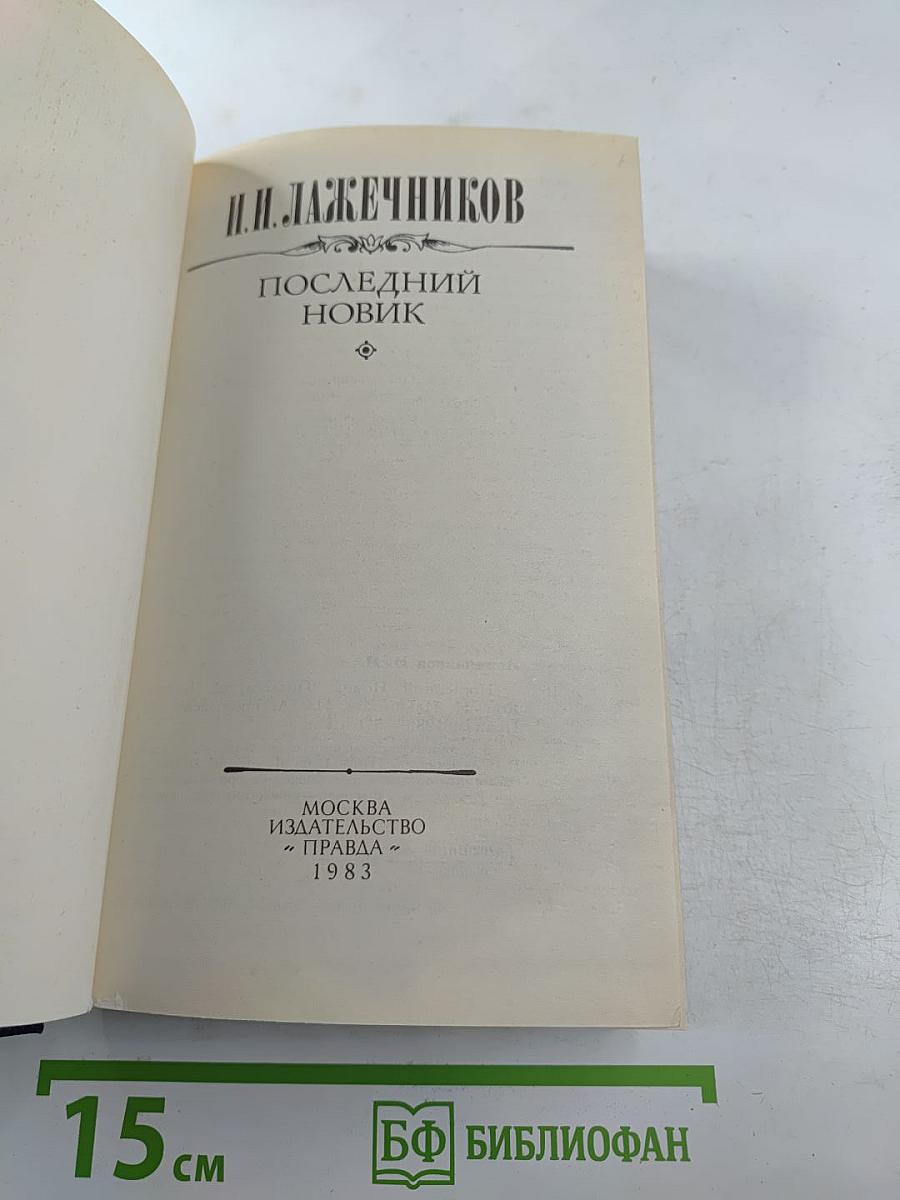 И. И. ЛАЖЕЧНИКОВ
ПОСЛЕДНИЙ
НОВИК
МОСКВА
ИЗДАТЕЛЬСТВО
„ ПРАВДА “
1983
15 см
БФ БИБЛИОФАН